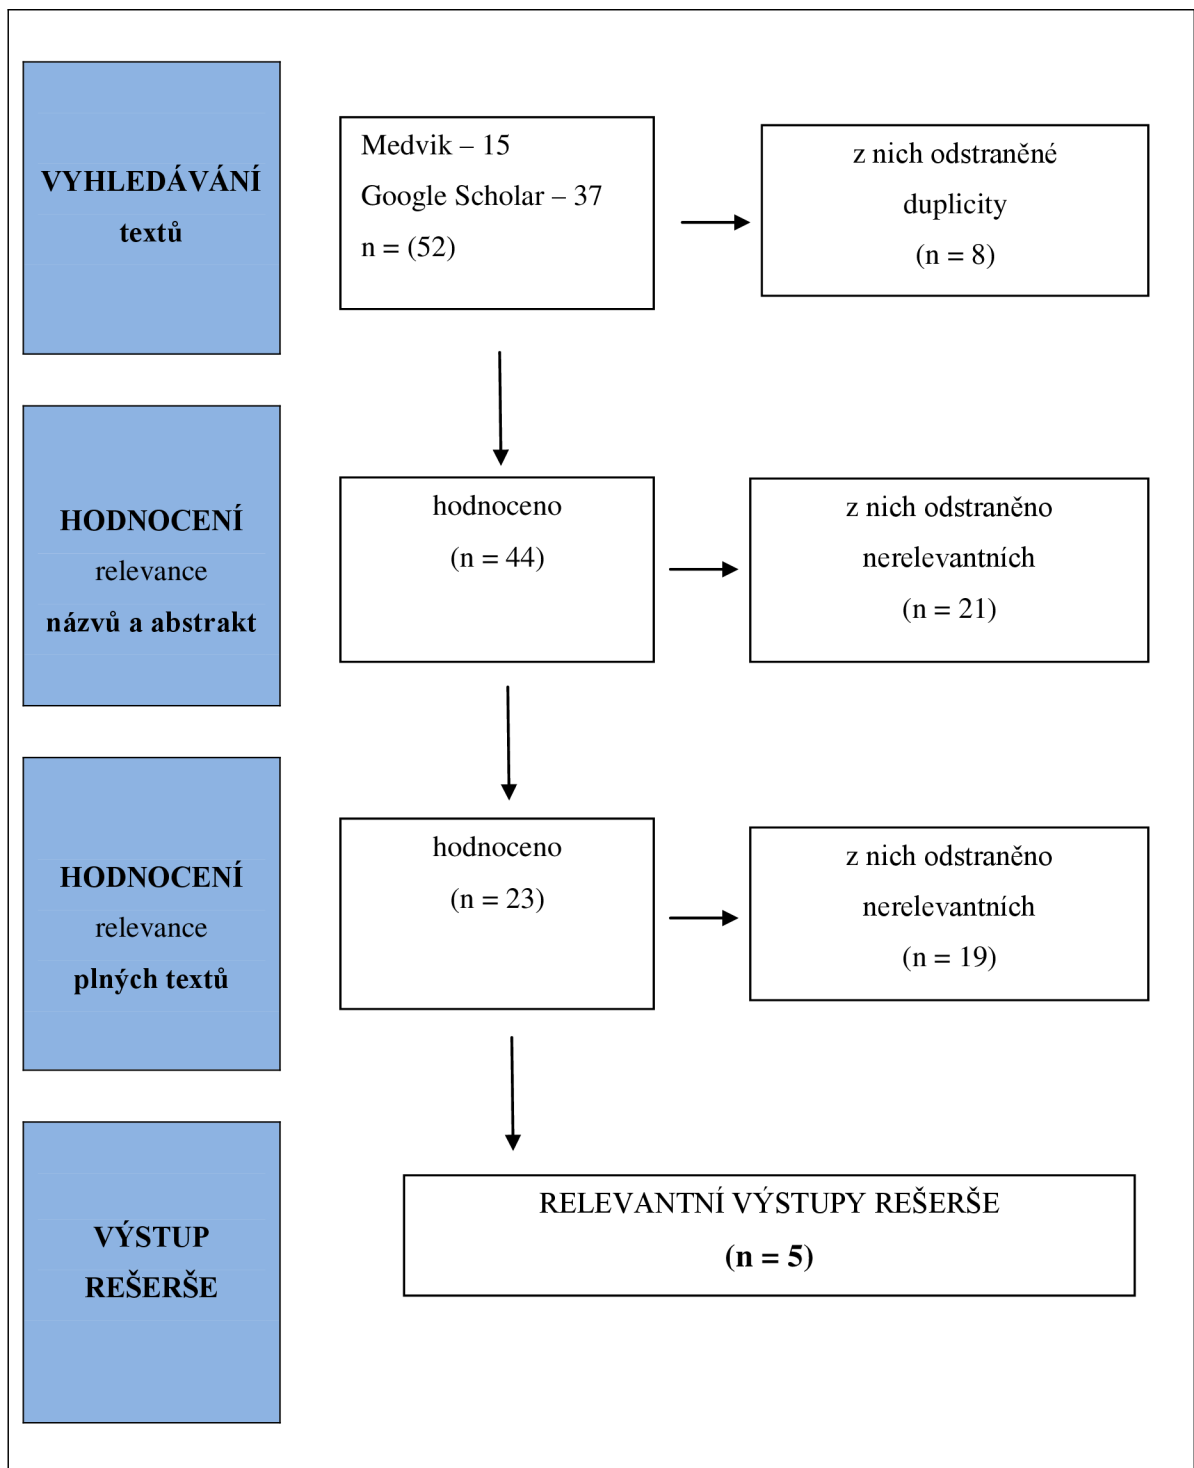 VYHLEDÁVÁNÍ
textů
Medvik – 15
Google Scholar – 37
n = (52)
z nich odstraněné
duplicity
(n = 8)
HODNOCENÍ
relevance
názvů a abstrakt
hodnoceno
(n = 44)
z nich odstraněno
nerelevantních
(n = 21)
HODNOCENÍ
relevance
plných textů
hodnoceno
(n = 23)
z nich odstraněno
nerelevantních
(n = 19)
VÝSTUP
REŠERŠE
RELEVANTNÍ VÝSTUPY REŠERŠE
(n = 5)